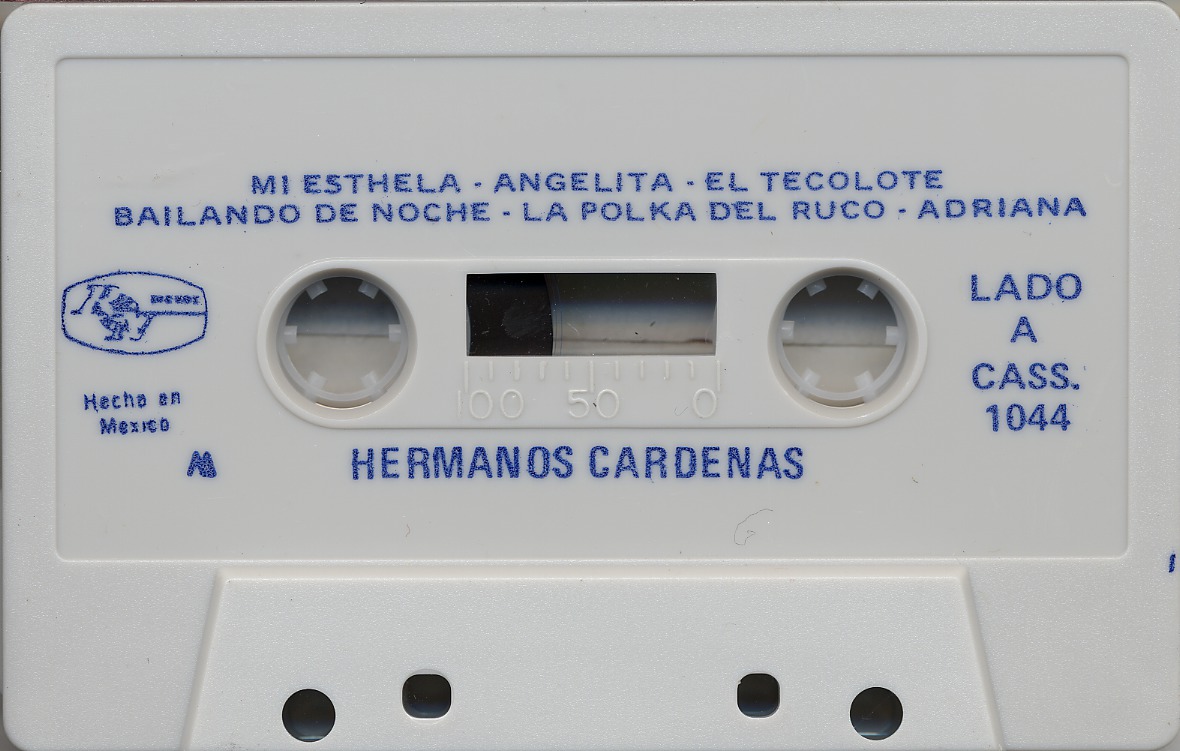 MI ESTHELA - ANGELITA - EL TECOLOTE
BAILANDO DE NOCHE - LA POLKA DEL RUCO - ADRIANA
LADO
A
CASS.
1044
Hecho en
Mexico
100 50 0
HERMANOS CARDENAS